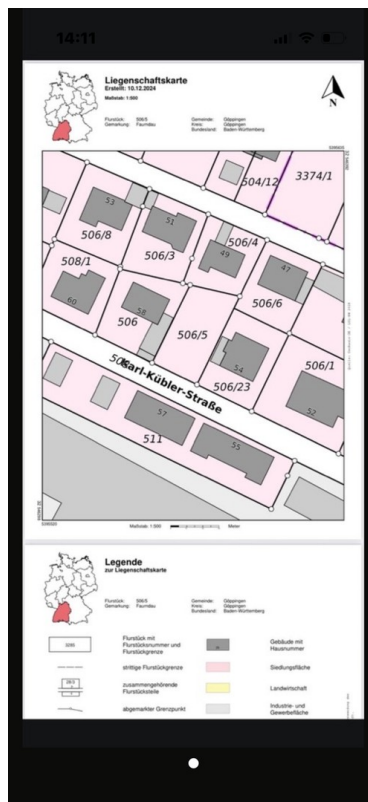 14:11
Liegenschaftskarte
Erstellt: 10.12.2024
Maßstab: 1:500
Flurstück: 506/5
Gemarkung: Faurndau
Gemeinde: Göppingen
Kreis: Göppingen
Bundesland: Baden-Württemberg
N
3374/1
504/12
53
51
506/8
506/3
506/4
49
47
508/1
506/6
60
58
506
506/5
54
506/1
506/23
52
Karl-Kübler-Straße
57
511
55
Maßstab: 1:500
Meter
Legende
zur Liegenschaftskarte
Flurstück: 506/5
Gemarkung: Faurndau
Gemeinde: Göppingen
Kreis: Göppingen
Bundesland: Baden-Württemberg
Flurstück mit
Flurstücksnummer und
Flurstücksgrenze
Gebäude mit
Hausnummer
strittige Flurstücksgrenze
Siedlungsfläche
zusammengehörende
Flurstücksteile
Landwirtschaft
abgemarkter Grenzpunkt
Industrie- und
Gewerbefläche